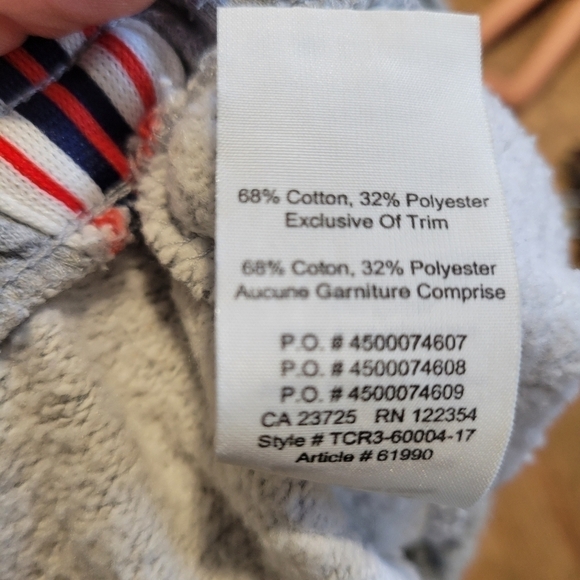 68% Cotton, 32% Polyester
Exclusive Of Trim
68% Coton, 32% Polyester
Aucune Garniture Comprise
P.O. # 4500074607
P.O. # 4500074608
P.O. # 4500074609
CA 23725 RN 122354
Style # TCR3-60004-17
Article # 61990